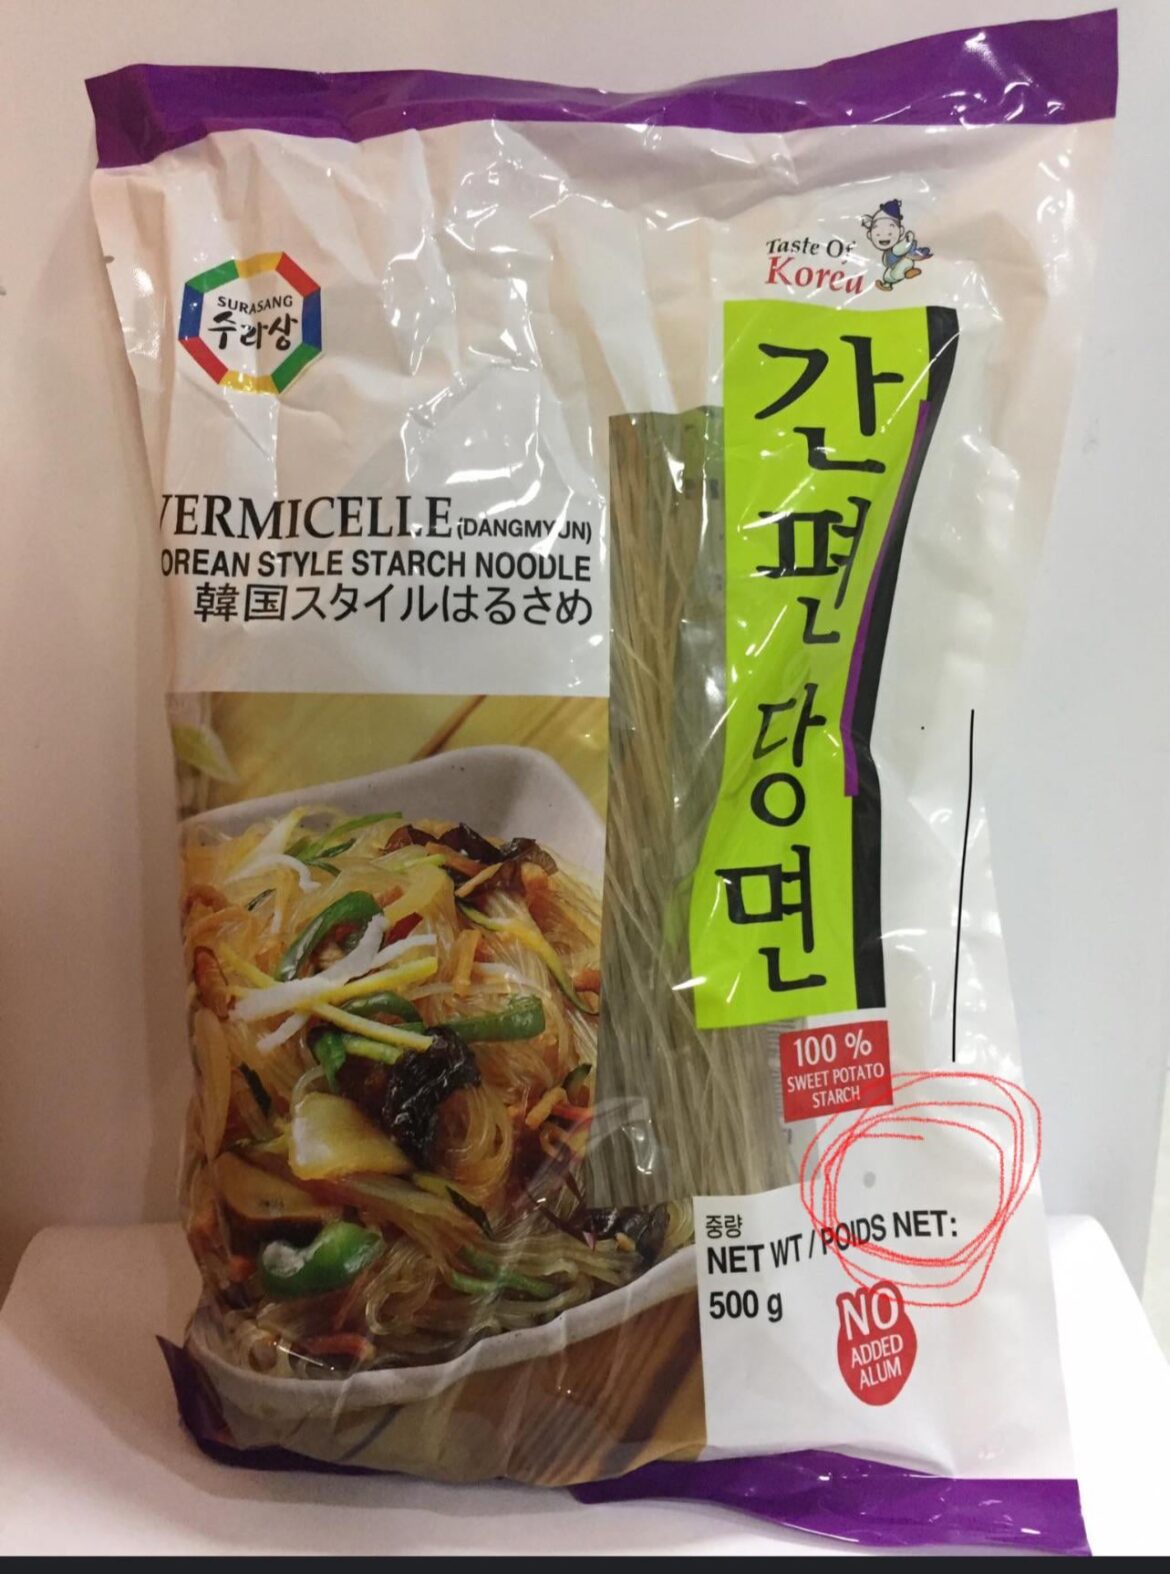 Taste Of
Korea
SURASANG
수라상
간편당면
VERMICELLE (DANGMYUN)
OREAN STYLE STARCH NOODLE
韓国スタイルはるさめ
100 %
SWEET POTATO
STARCH
중량
NET WT / POIDS NET:
500 g
NO
ADDED
ALUM